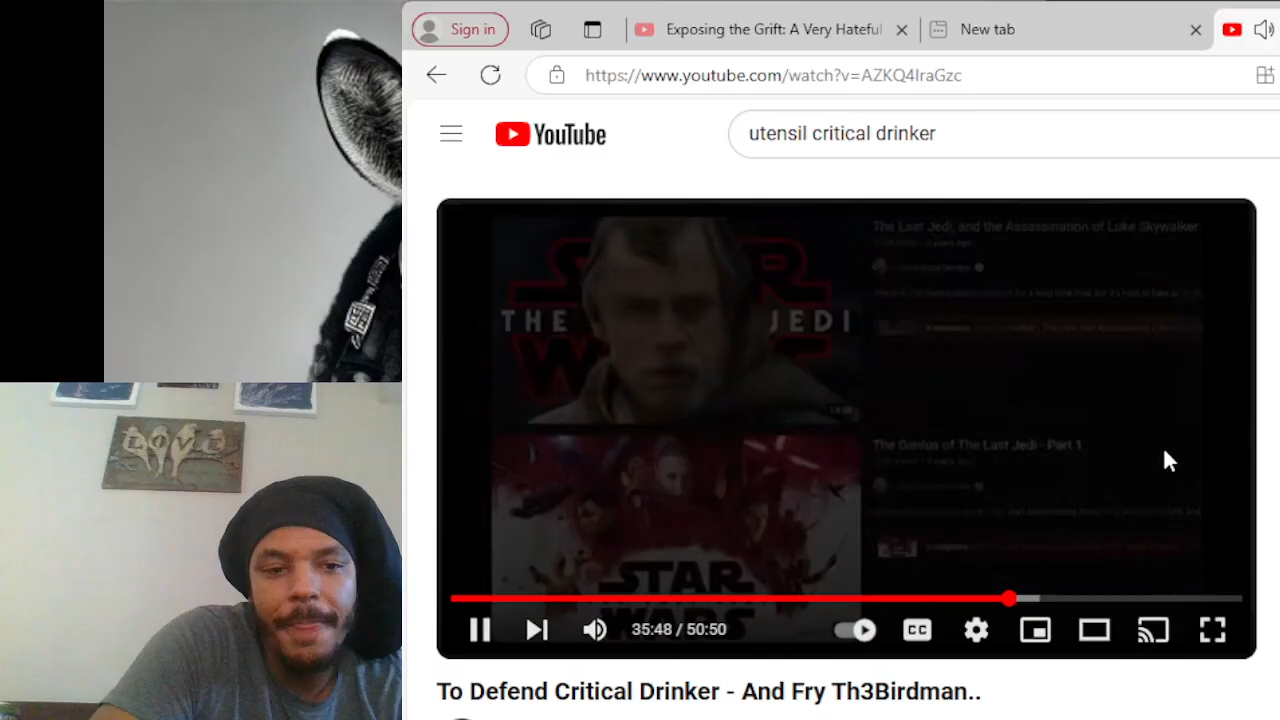 Sign in
Exposing the Grift: A Very Hateful
New tab
https://www.youtube.com/watch?v=AZKQ4IraGzc
YouTube
utensil critical drinker
The Last Jedi, and the Assassination of Luke Skywalker
THE JEDI
The Genius of The Last Jedi - Part 1
STAR
WARS
35:48 / 50:50
CC
To Defend Critical Drinker - And Fry Th3Birdman..
LOVE